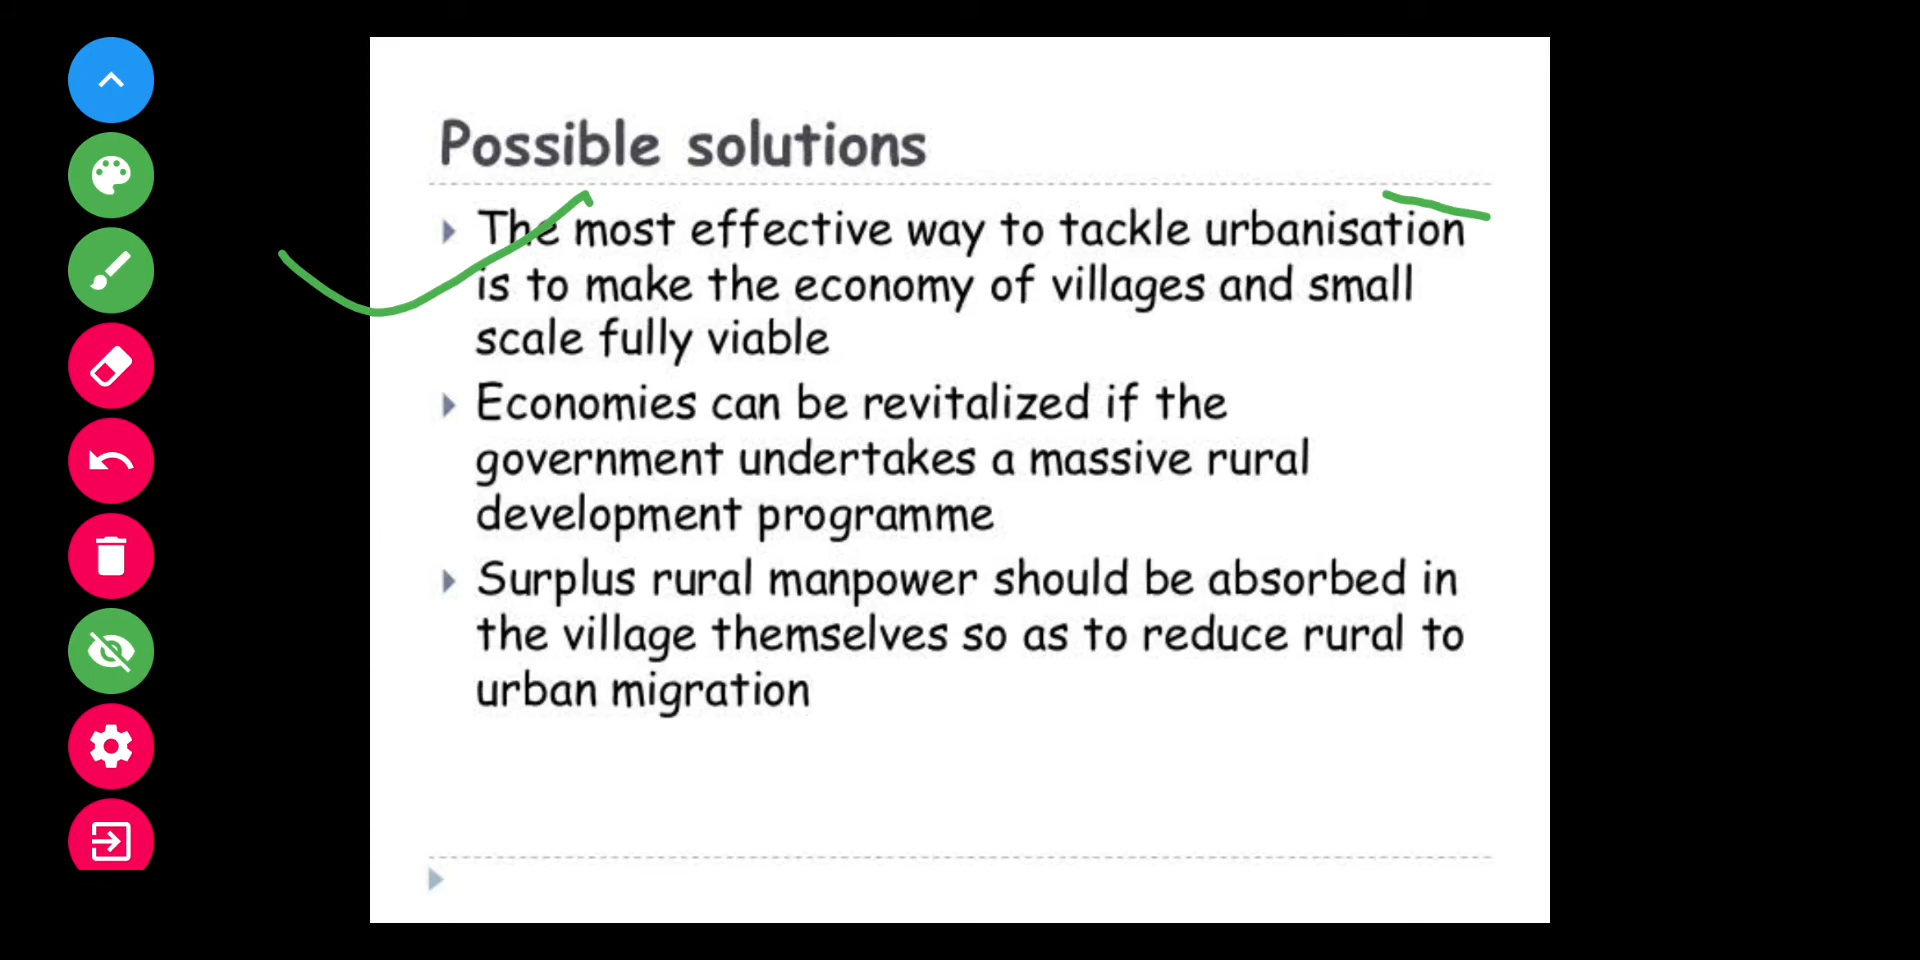 Possible solutions
The most effective way to tackle urbanisation
is to make the economy of villages and small
scale fully viable
Economies can be revitalized if the
government undertakes a massive rural
development programme
Surplus rural manpower should be absorbed in
the village themselves so as to reduce rural to
urban migration